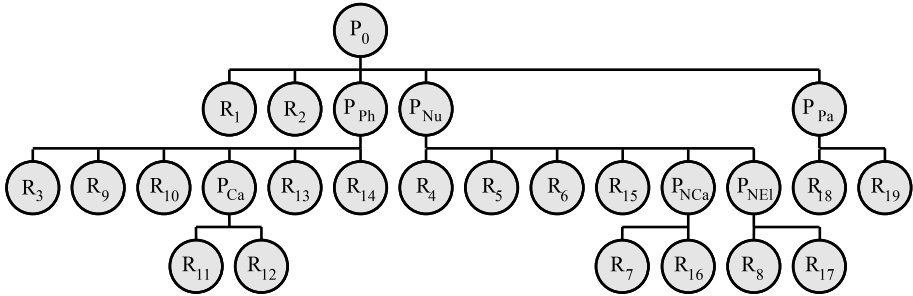 P0
R1 R2 PPh PNu PPa
R3 R9 R10 PCa R13 R14 R4 R5 R6 R15 PNCa PNEl R18 R19
R11 R12 R7 R16 R8 R17